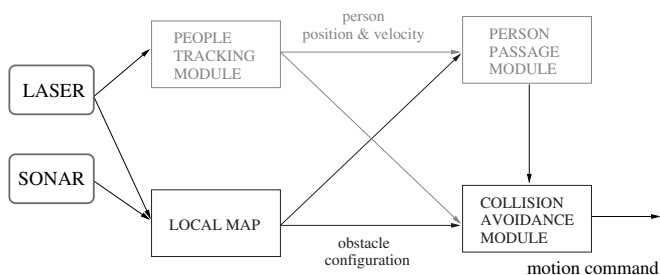 person
position & velocity
PEOPLE
TRACKING
MODULE
PERSON
PASSAGE
MODULE
LASER
SONAR
LOCAL MAP
COLLISION
AVOIDANCE
MODULE
obstacle
configuration
motion command